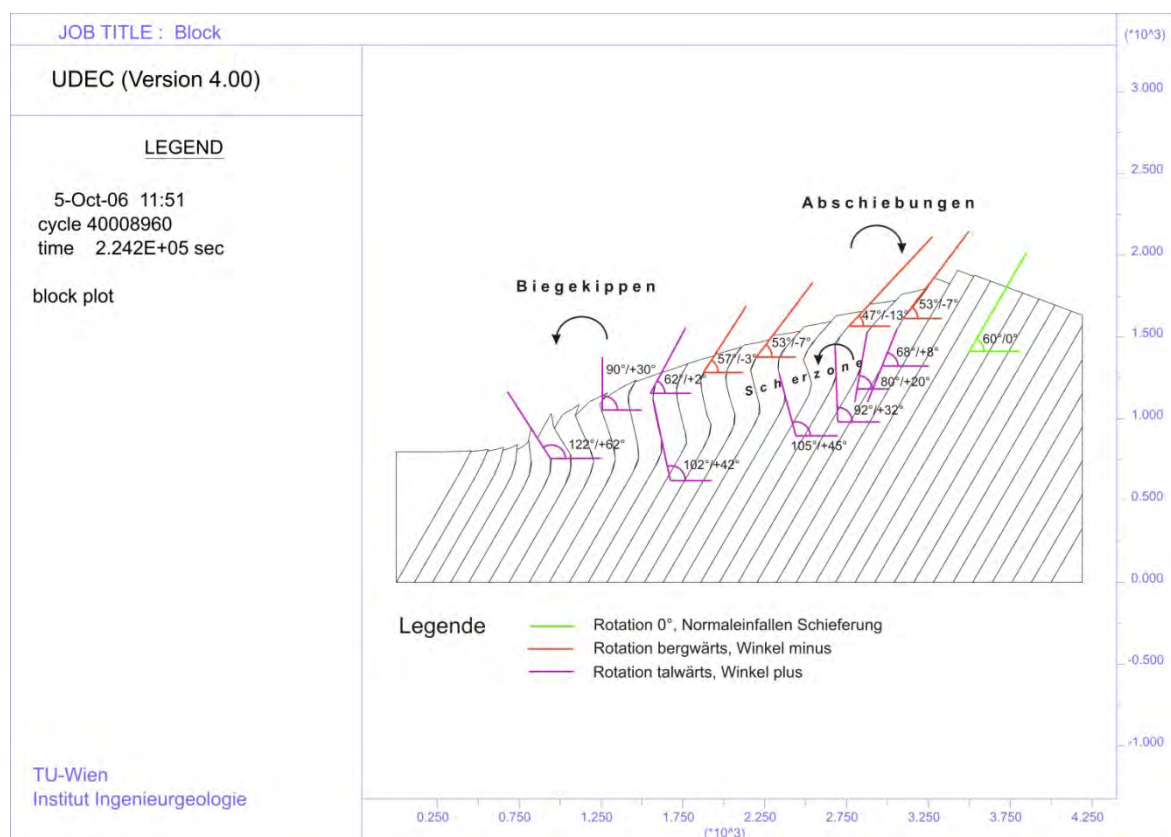 JOB TITLE : Block
UDEC (Version 4.00)
LEGEND
5-Oct-06 11:51
cycle 40008960
time 2.242E+05 sec
block plot
TU-Wien
Institut Ingenieurgeologie
Abschiebungen
Biegekippen
Scherzone
53°/-7°
47°/-13°
60°/0°
53°/-7°
57°/-3°
90°/+30°
62°/+2°
68°/+8°
80°/+20°
92°/+32°
105°/+45°
122°/+62°
102°/+42°
Legende
Rotation 0°, Normaleinfallen Schieferung
Rotation bergwärts, Winkel minus
Rotation talwärts, Winkel plus
(*10^3)
3.000
2.500
2.000
1.500
1.000
0.500
0.000
-0.500
-1.000
0.250 0.750 1.250 1.750 2.250 2.750 3.250 3.750 4.250
(*10^3)